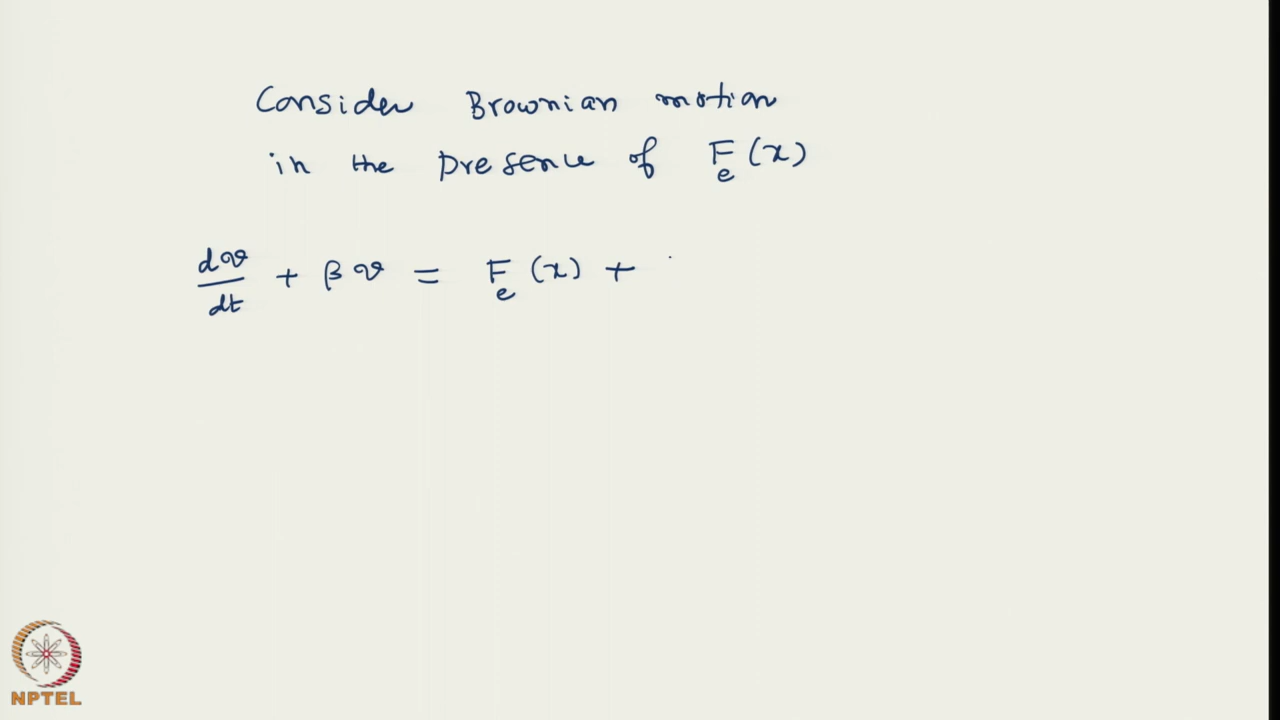 Consider Brownian motion
in the presence of Fₑ(x)
dv/dt + βv = Fₑ(x) +
NPTEL